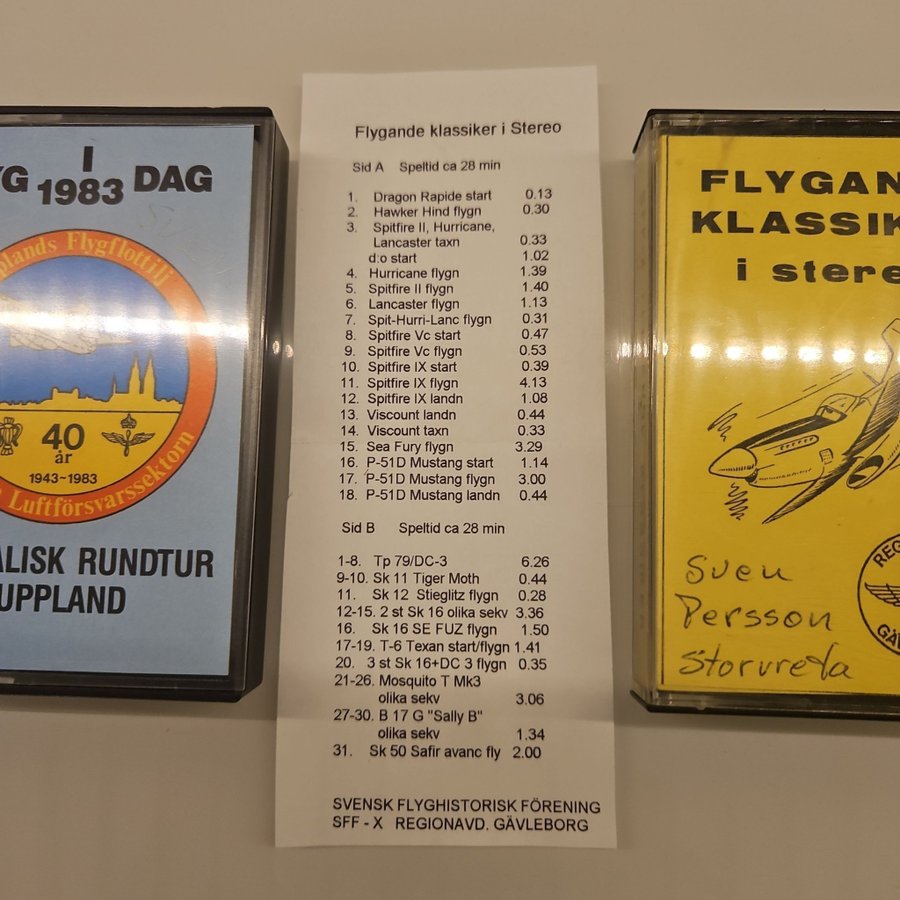 I
1983 DAG
Flygflottilj
40
år
1943~1983
Luftförsvarssektorn
RUNDTUR
UPPLAND
Flygande klassiker i Stereo
Sid A Speltid ca 28 min
1. Dragon Rapide start 0.13
2. Hawker Hind flygn 0.30
3. Spitfire II, Hurricane,
Lancaster taxn 0.33
d:o start 1.02
4. Hurricane flygn 1.39
5. Spitfire II flygn 1.40
6. Lancaster flygn 1.13
7. Spit-Hurri-Lanc flygn 0.31
8. Spitfire Vc start 0.47
9. Spitfire Vc flygn 0.53
10. Spitfire IX start 0.39
11. Spitfire IX flygn 4.13
12. Spitfire IX landn 1.08
13. Viscount landn 0.44
14. Viscount taxn 0.33
15. Sea Fury flygn 3.29
16. P-51D Mustang start 1.14
17. P-51D Mustang flygn 3.00
18. P-51D Mustang landn 0.44
Sid B Speltid ca 28 min
1-8. Tp 79/DC-3 6.26
9-10. Sk 11 Tiger Moth 0.44
11. Sk 12 Stieglitz flygn 0.28
12-15. 2 st Sk 16 olika sekv 3.36
16. Sk 16 SE FUZ flygn 1.50
17-19. T-6 Texan start/flygn 1.41
20. 3 st Sk 16+DC 3 flygn 0.35
21-26. Mosquito T Mk3
olika sekv 3.06
27-30. B 17 G "Sally B"
olika sekv 1.34
31. Sk 50 Safir avanc fly 2.00
SVENSK FLYGHISTORISK FÖRENING
SFF - X REGIONAVD. GÄVLEBORG
FLYGAN
KLASSIK
i stere
Sven
Persson
Storvreta
REG
GÄV